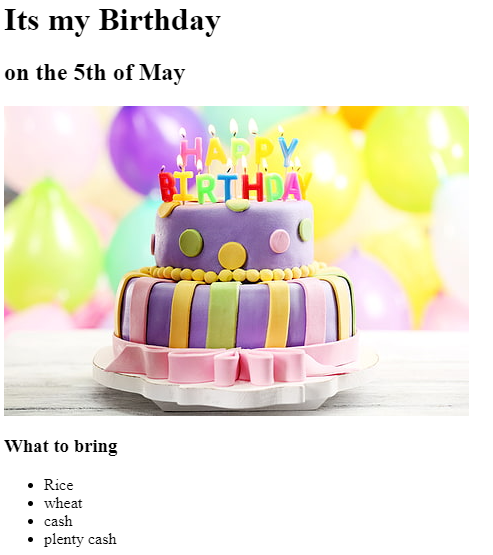 Its my Birthday
on the 5th of May
HAPPY
BIRTHDAY
What to bring
Rice
wheat
cash
plenty cash